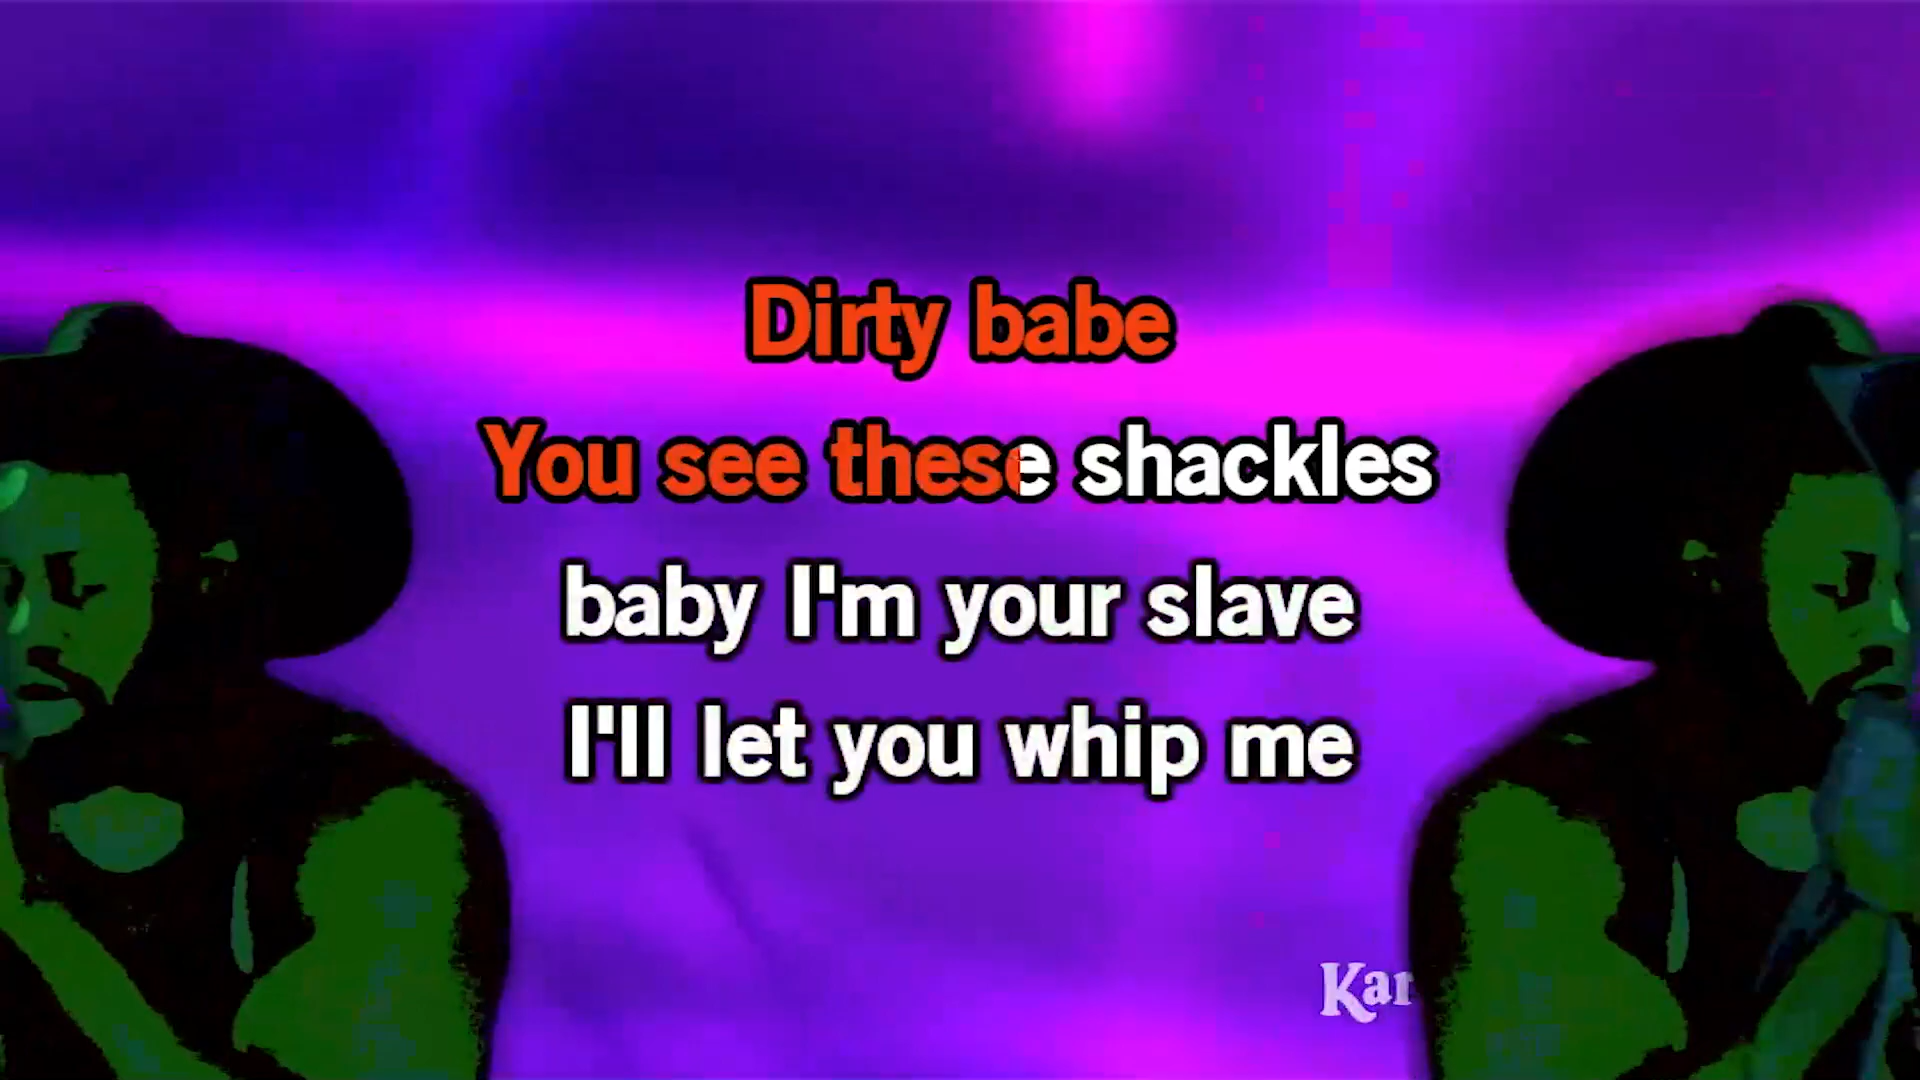 Dirty babe
You see these shackles
baby I'm your slave
I'll let you whip me
Kar